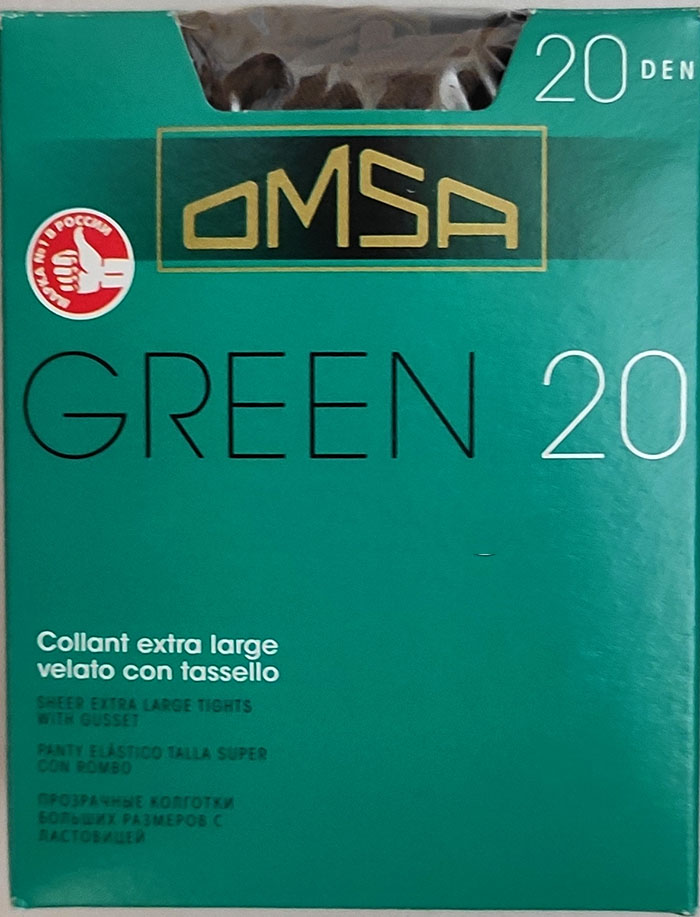 20 DEN
OMSA
МАРКА №1 В РОССИИ
GREEN 20
Collant extra large
velato con tassello
SHEER EXTRA LARGE TIGHTS
WITH GUSSET
PANTY ELÁSTICO TALLA SUPER
CON ROMBO
ПРОЗРАЧНЫЕ КОЛГОТКИ
БОЛЬШИХ РАЗМЕРОВ С
ЛАСТОВИЦЕЙ